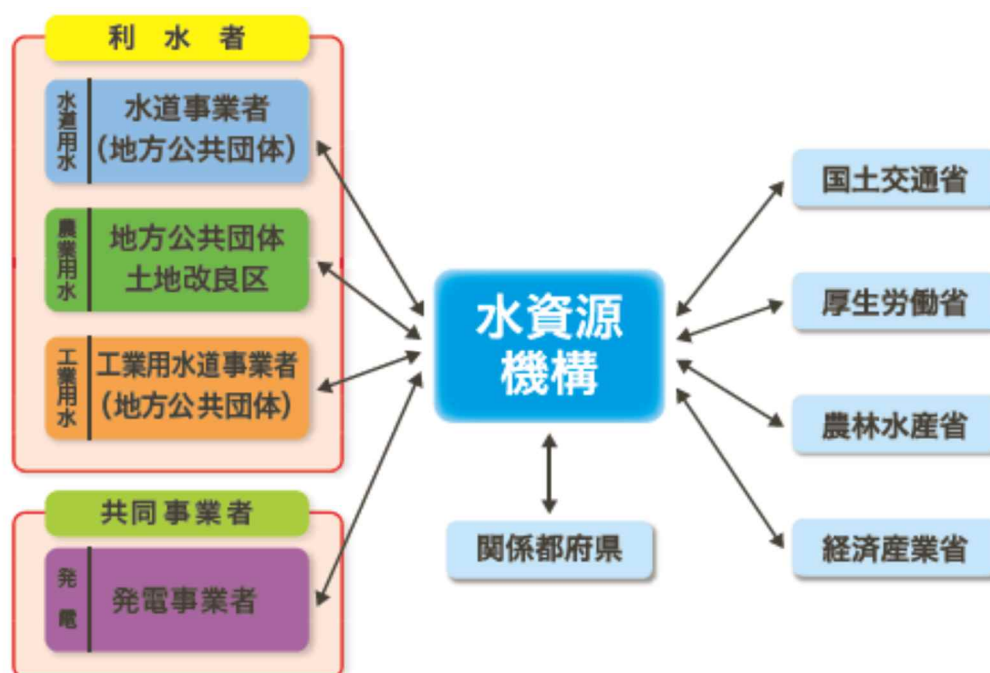 利水者
水道用水
水道事業者
(地方公共団体)
農業用水
地方公共団体
土地改良区
工業用水
工業用水道事業者
(地方公共団体)
共同事業者
発電
発電事業者
水資源
機構
関係都府県
国土交通省
厚生労働省
農林水産省
経済産業省